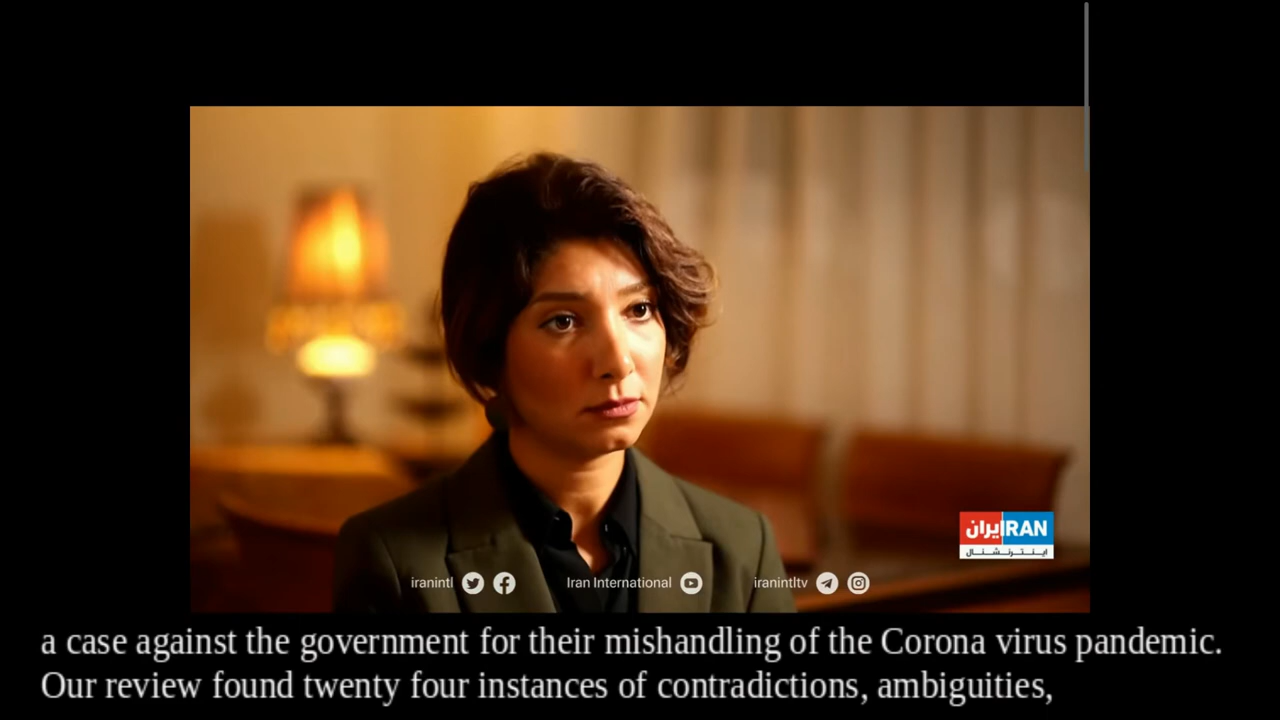 ایران IRAN
اینترنشنال
iranintl
Iran International
iranintltv
a case against the government for their mishandling of the Corona virus pandemic.
Our review found twenty four instances of contradictions, ambiguities,